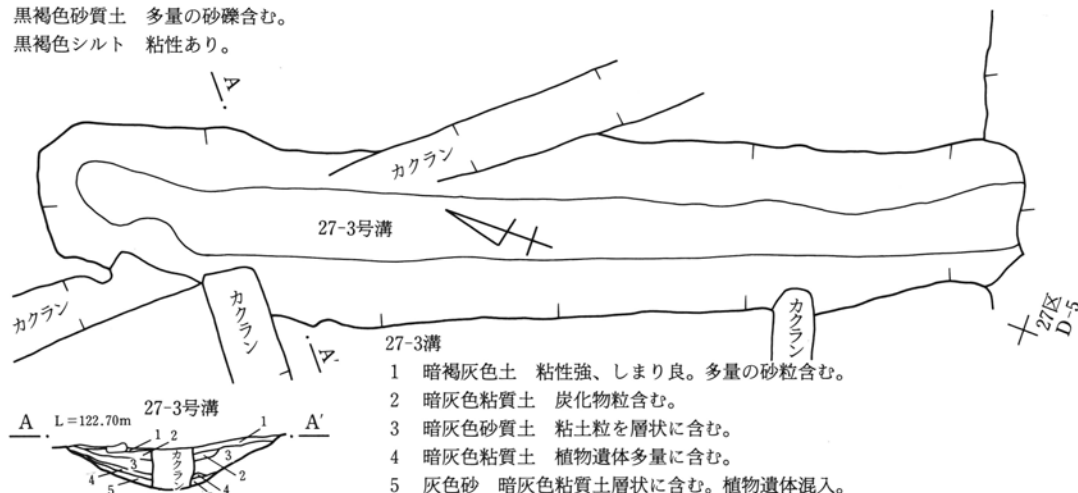 黒褐色砂質土　多量の砂礫含む。
黒褐色シルト　粘性あり。
A
カクラン
27-3号溝
カクラン
カクラン
カクラン
A′
27区
D-5
27-3溝
1　暗褐灰色土　粘性強、しまり良。多量の砂粒含む。
2　暗灰色粘質土　炭化物粒含む。
3　暗灰色砂質土　粘土粒を層状に含む。
4　暗灰色粘質土　植物遺体多量に含む。
5　灰色砂　暗灰色粘質土層状に含む。植物遺体混入。
27-3号溝
A　L=122.70m　A′
1 2 1
3 カクラン 3
4 2
5 4